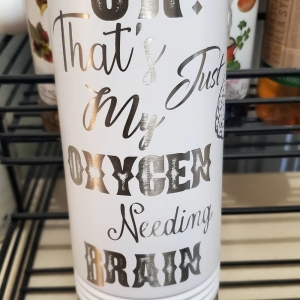 That's
Just
My
OXYGEN
Needing
BRAIN